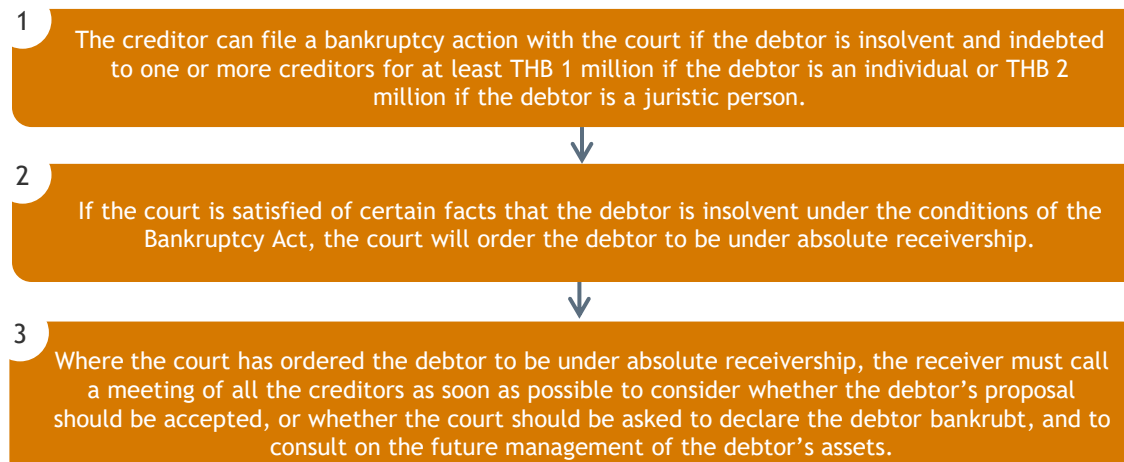 1
The creditor can file a bankruptcy action with the court if the debtor is insolvent and indebted
to one or more creditors for at least THB 1 million if the debtor is an individual or THB 2
million if the debtor is a juristic person.
2
If the court is satisfied of certain facts that the debtor is insolvent under the conditions of the
Bankruptcy Act, the court will order the debtor to be under absolute receivership.
3
Where the court has ordered the debtor to be under absolute receivership, the receiver must call
a meeting of all the creditors as soon as possible to consider whether the debtor’s proposal
should be accepted, or whether the court should be asked to declare the debtor bankrubt, and to
consult on the future management of the debtor’s assets.